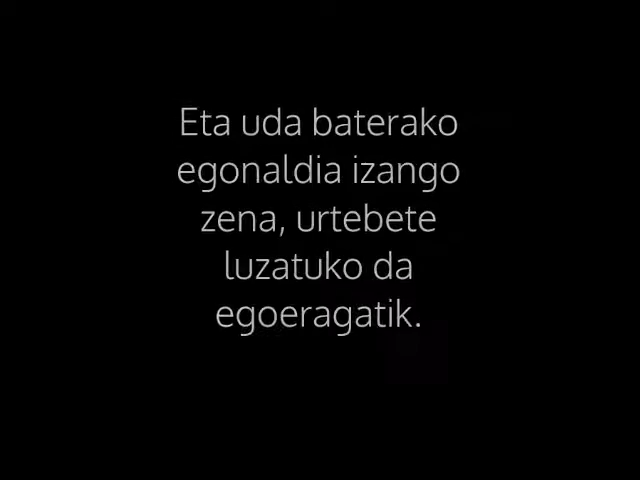 Eta uda baterako
egonaldia izango
zena, urtebete
luzatuko da
egoeragatik.